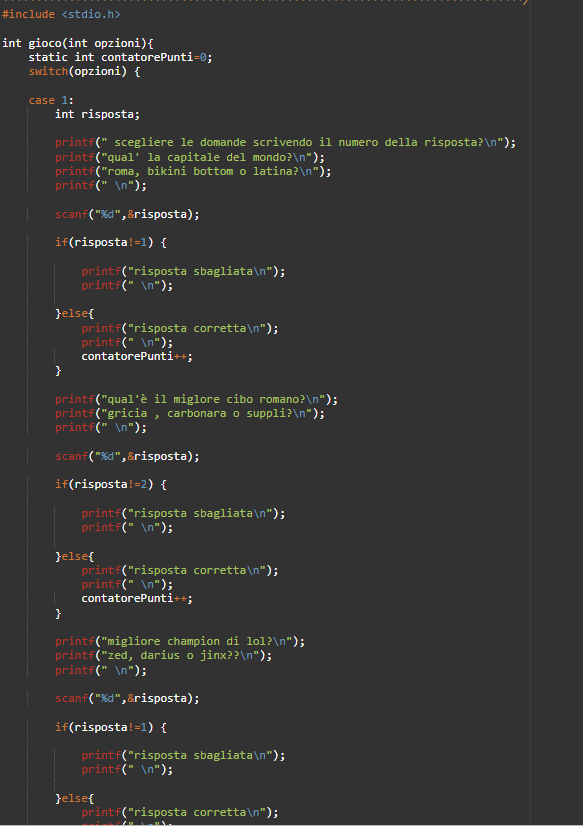 */
#include <stdio.h>
int gioco(int opzioni){
static int contatorePunti=0;
switch(opzioni) {
case 1:
int risposta;
printf(" scegliere le domande scrivendo il numero della risposta?\n");
printf("qual' la capitale del mondo?\n");
printf("roma, bikini bottom o latina?\n");
printf(" \n");
scanf("%d",&risposta);
if(risposta!=1) {
printf("risposta sbagliata\n");
printf(" \n");
}else{
printf("risposta corretta\n");
printf(" \n");
contatorePunti++;
}
printf("qual'è il miglore cibo romano?\n");
printf("gricia , carbonara o suppli?\n");
printf(" \n");
scanf("%d",&risposta);
if(risposta!=2) {
printf("risposta sbagliata\n");
printf(" \n");
}else{
printf("risposta corretta\n");
printf(" \n");
contatorePunti++;
}
printf("migliore champion di lol?\n");
printf("zed, darius o jinx??\n");
printf(" \n");
scanf("%d",&risposta);
if(risposta!=1) {
printf("risposta sbagliata\n");
printf(" \n");
}else{
printf("risposta corretta\n");